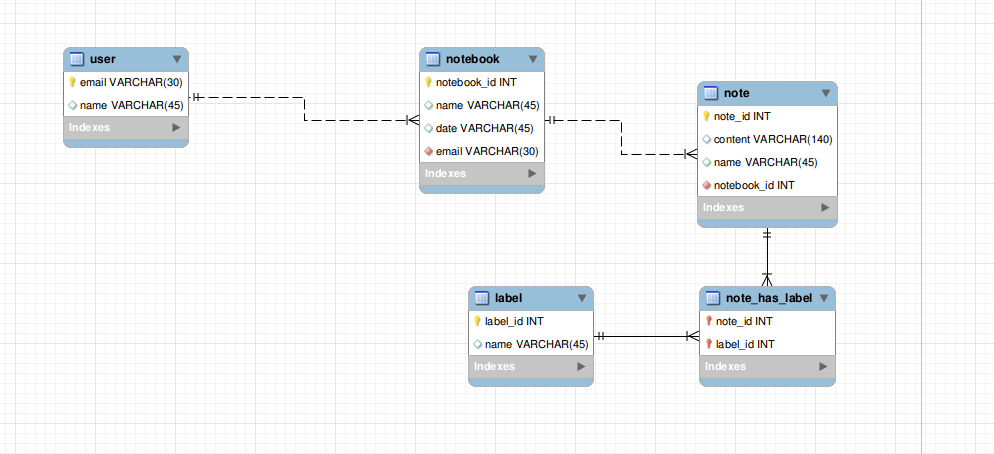 user
email VARCHAR(30)
name VARCHAR(45)
Indexes
notebook
notebook_id INT
name VARCHAR(45)
date VARCHAR(45)
email VARCHAR(30)
Indexes
note
note_id INT
content VARCHAR(140)
name VARCHAR(45)
notebook_id INT
Indexes
label
label_id INT
name VARCHAR(45)
Indexes
note_has_label
note_id INT
label_id INT
Indexes